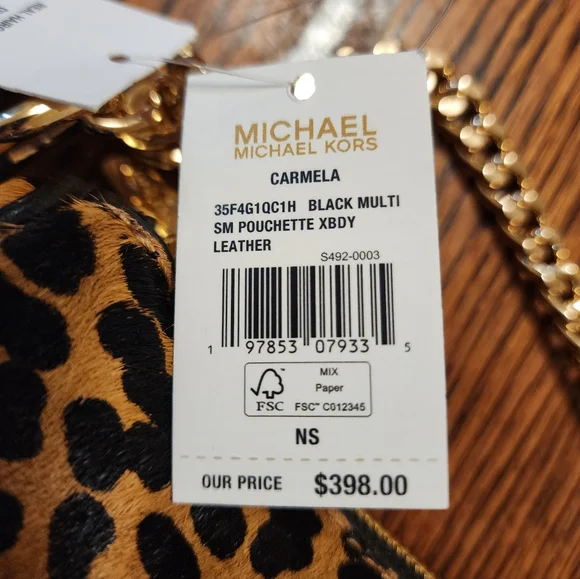 MICHAEL
MICHAEL KORS
CARMELA
35F4G1QC1H BLACK MULTI
SM POUCHETTE XBDY
LEATHER
S492-0003
1 97853 07933 5
MIX
Paper
FSC
FSC™ C012345
NS
OUR PRICE $398.00